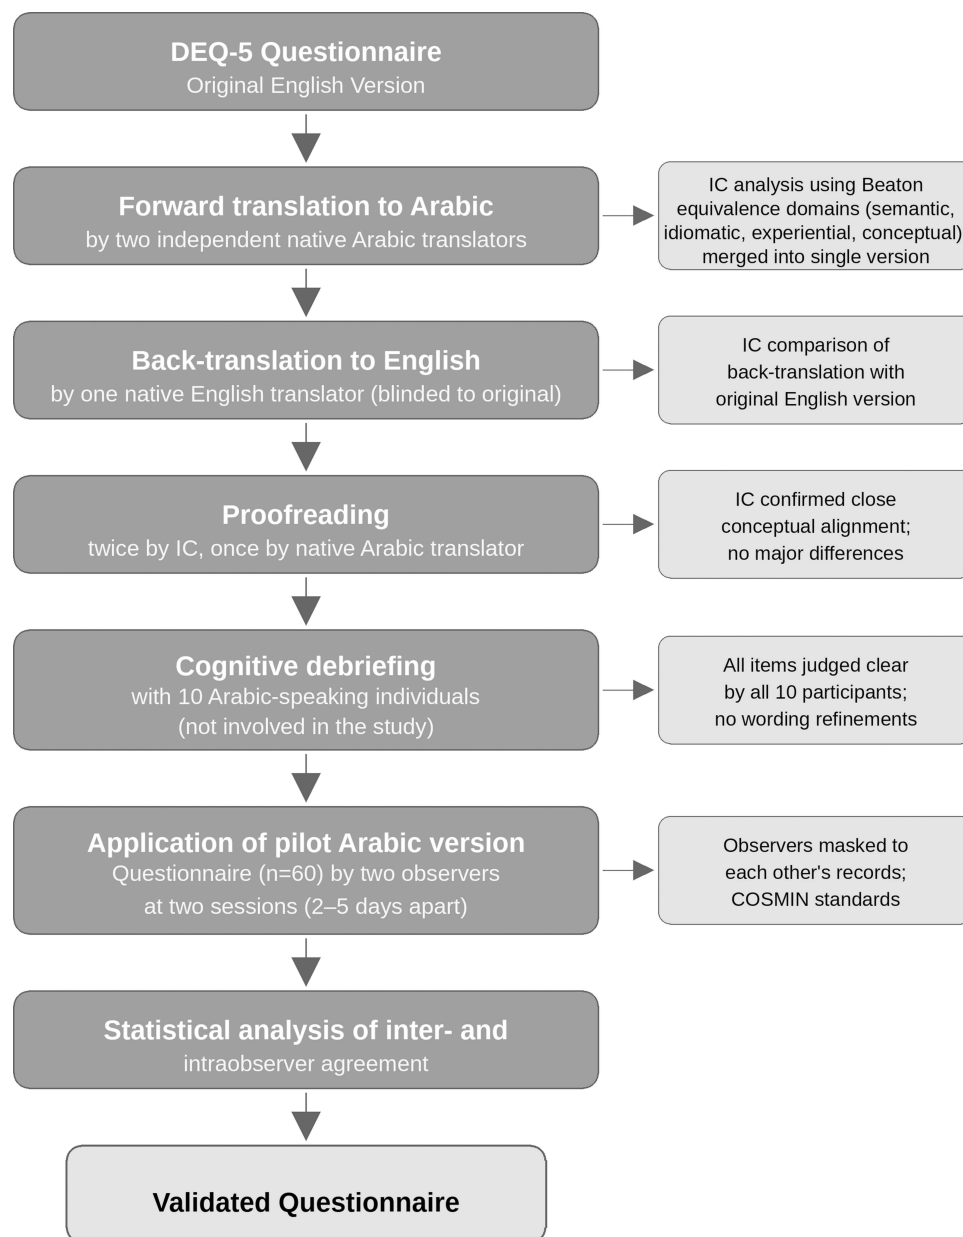 DEQ-5 Questionnaire
Original English Version
Forward translation to Arabic
by two independent native Arabic translators
IC analysis using Beaton
equivalence domains (semantic,
idiomatic, experiential, conceptual)
merged into single version
Back-translation to English
by one native English translator (blinded to original)
IC comparison of
back-translation with
original English version
Proofreading
twice by IC, once by native Arabic translator
IC confirmed close
conceptual alignment;
no major differences
Cognitive debriefing
with 10 Arabic-speaking individuals
(not involved in the study)
All items judged clear
by all 10 participants;
no wording refinements
Application of pilot Arabic version
Questionnaire (n=60) by two observers
at two sessions (2–5 days apart)
Observers masked to
each other's records;
COSMIN standards
Statistical analysis of inter- and
intraobserver agreement
Validated Questionnaire